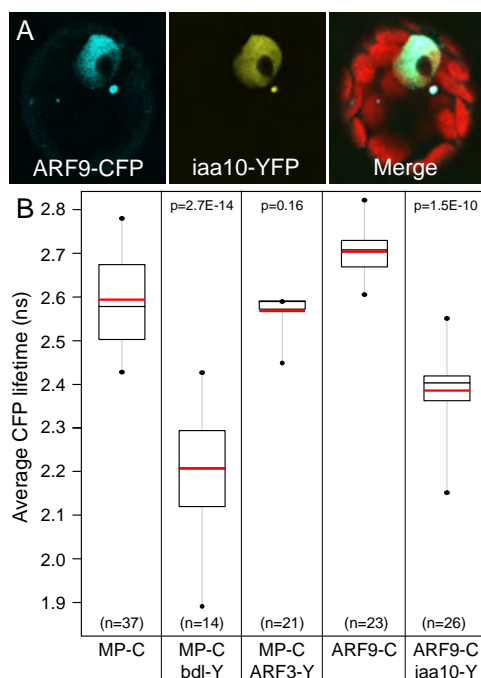 A
ARF9-CFP
iaa10-YFP
Merge
B
Average CFP lifetime (ns)
2.8
2.7
2.6
2.5
2.4
2.3
2.2
2.1
2.0
1.9
p=2.7E-14
p=0.16
p=1.5E-10
(n=37)
(n=14)
(n=21)
(n=23)
(n=26)
MP-C
MP-C
bdl-Y
MP-C
ARF3-Y
ARF9-C
ARF9-C
iaa10-Y